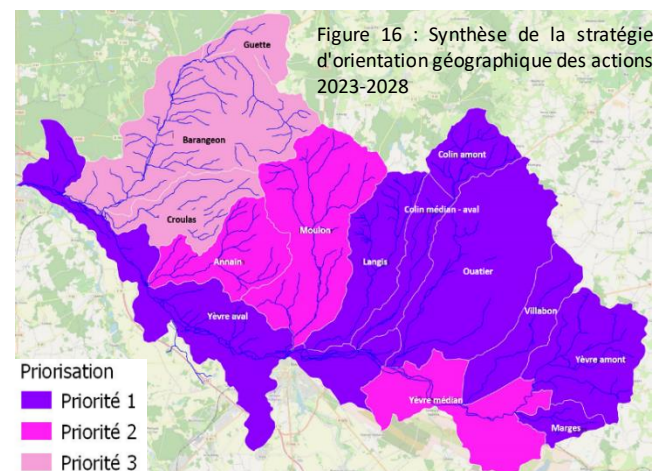 Figure 16 : Synthèse de la stratégie
d'orientation géographique des actions
2023-2028
Guette
Barangeon
Colin amont
Croulas
Colin médian - aval
Moulon
Annain
Langis
Ouatier
Villabon
Yèvre aval
Yèvre amont
Yèvre médian
Marges
Priorisation
Priorité 1
Priorité 2
Priorité 3